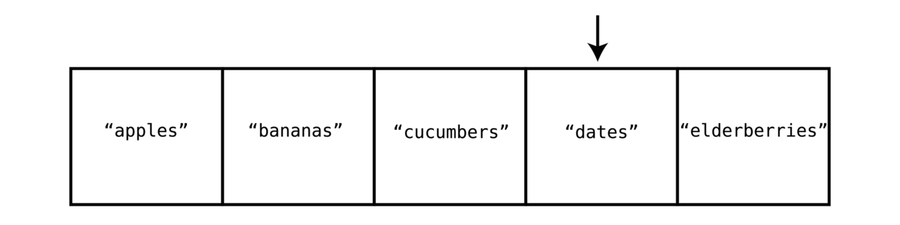 “apples” “bananas” “cucumbers” “dates” “elderberries”